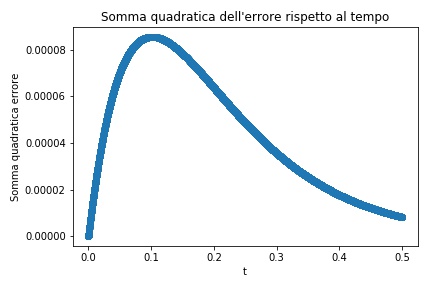 Somma quadratica dell'errore rispetto al tempo
Somma quadratica errore
0.00008
0.00006
0.00004
0.00002
0.00000
0.0 0.1 0.2 0.3 0.4 0.5
t